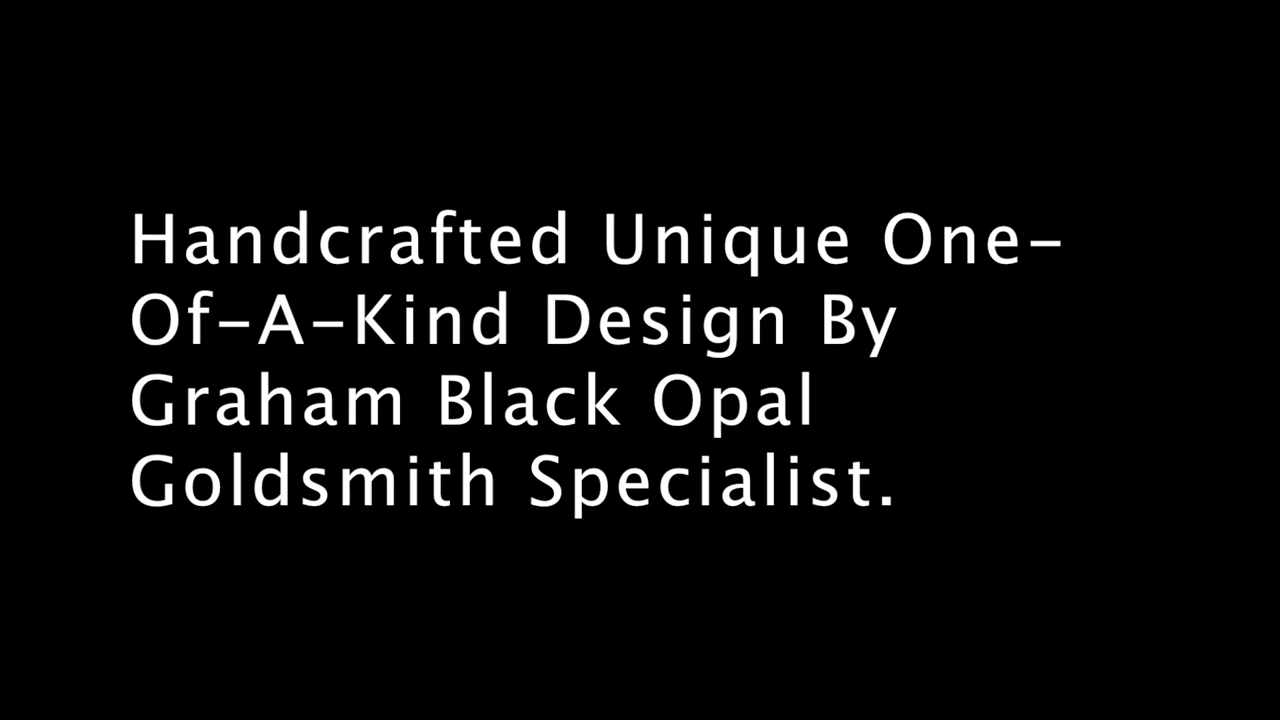 Handcrafted Unique One-
Of-A-Kind Design By
Graham Black Opal
Goldsmith Specialist.